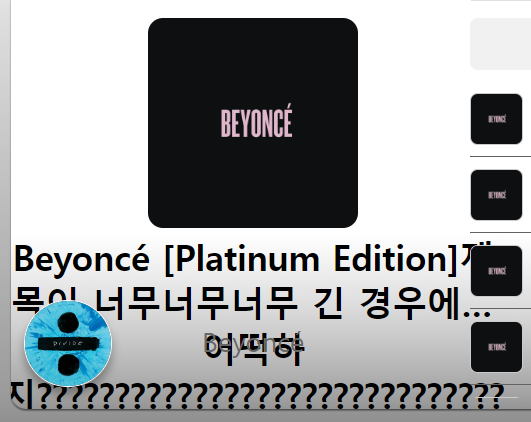 BEYONCÉ
Beyoncé [Platinum Edition]제
목이 너무너무너무 긴 경우에...
어떡하
Beyoncé
지??????????????????????????????
DIVIDE
BEYONCÉ
BEYONCÉ
BEYONCÉ
BEYONCÉ